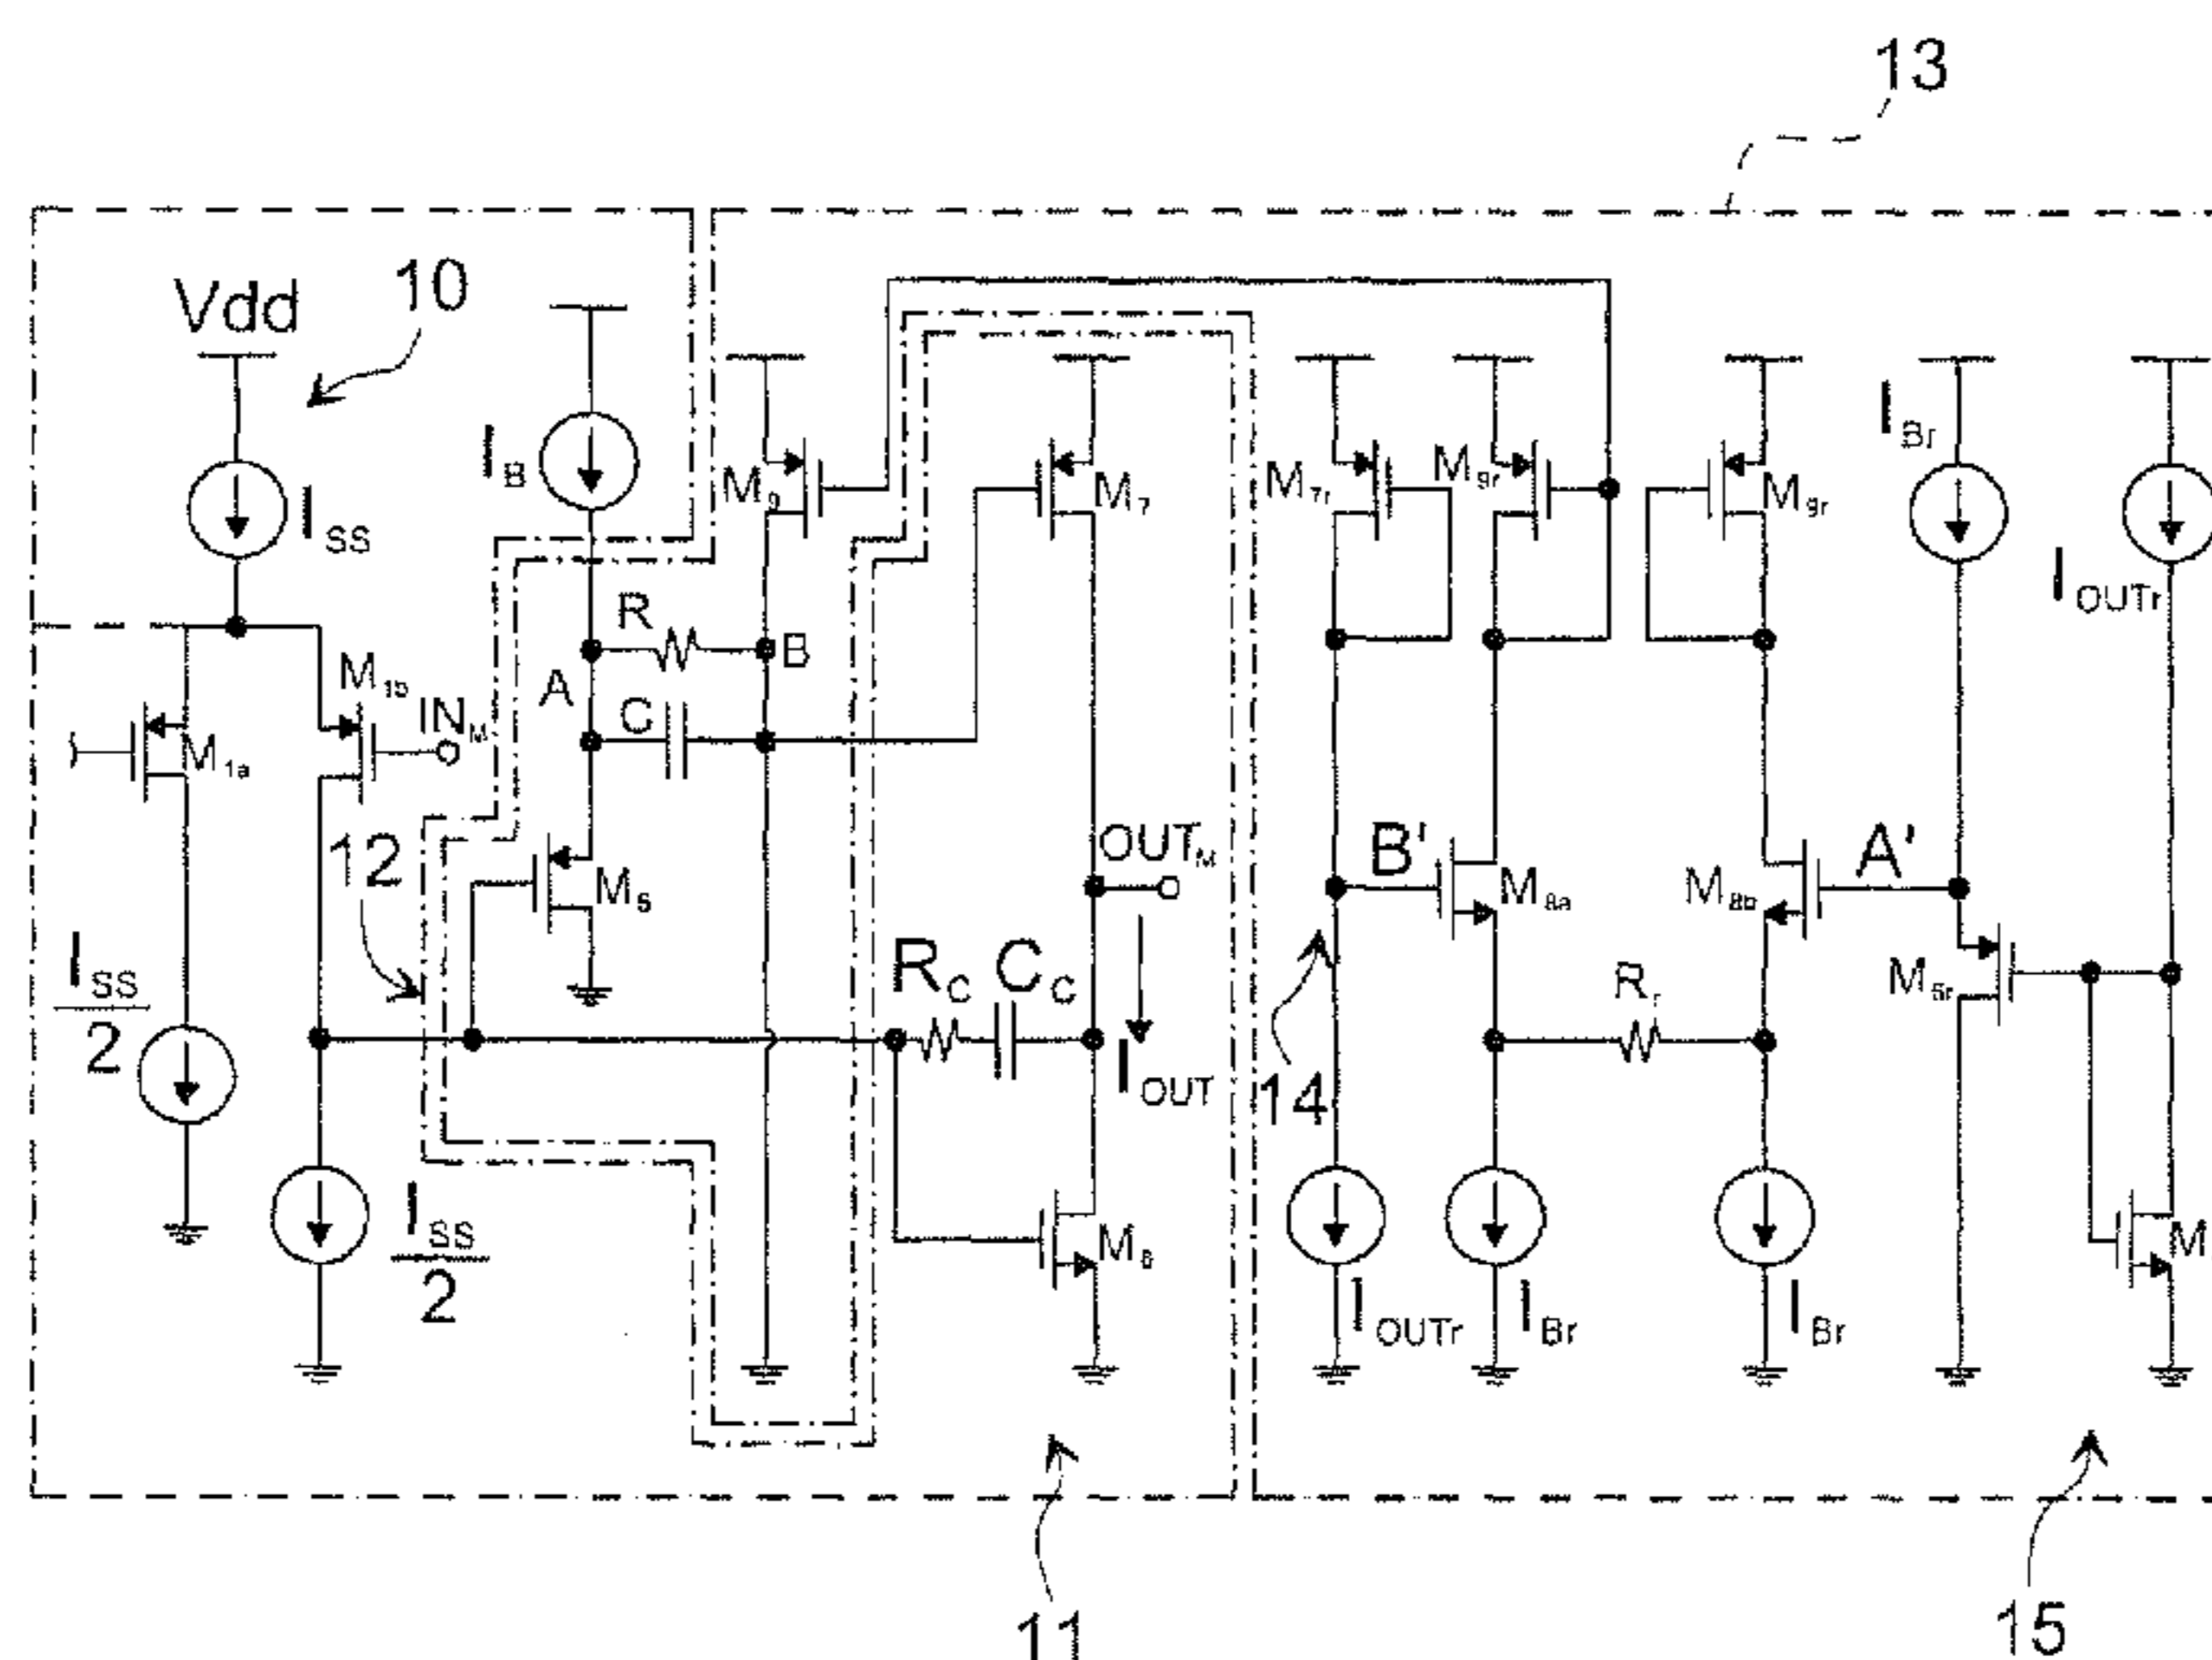 13
10
Vdd
I_B
I_SS
M_9
M_7
M_7r
M_9r
M_9r
I_Br
I_OUTr
R
B
A
C
M_1b
IN_M
M_1a
12
M_5
OUT_M
B'
M_8a
M_8b
A'
M_5r
R_C
C_C
R_r
I_SS
2
I_OUT
14
I_SS
2
M_6
M
I_OUTr
I_Br
I_Br
11
15